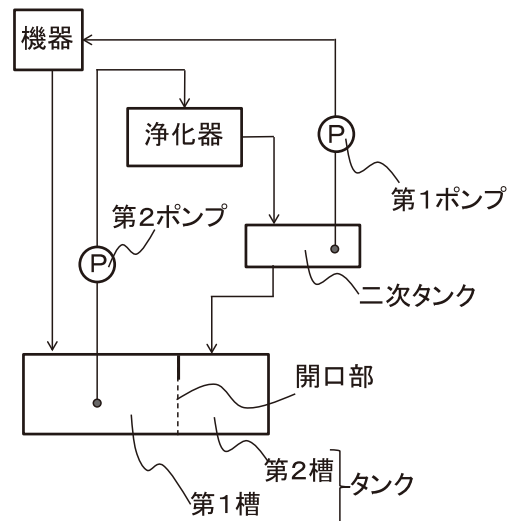 機器
浄化器
P
第1ポンプ
第2ポンプ
P
二次タンク
開口部
第2槽
タンク
第1槽